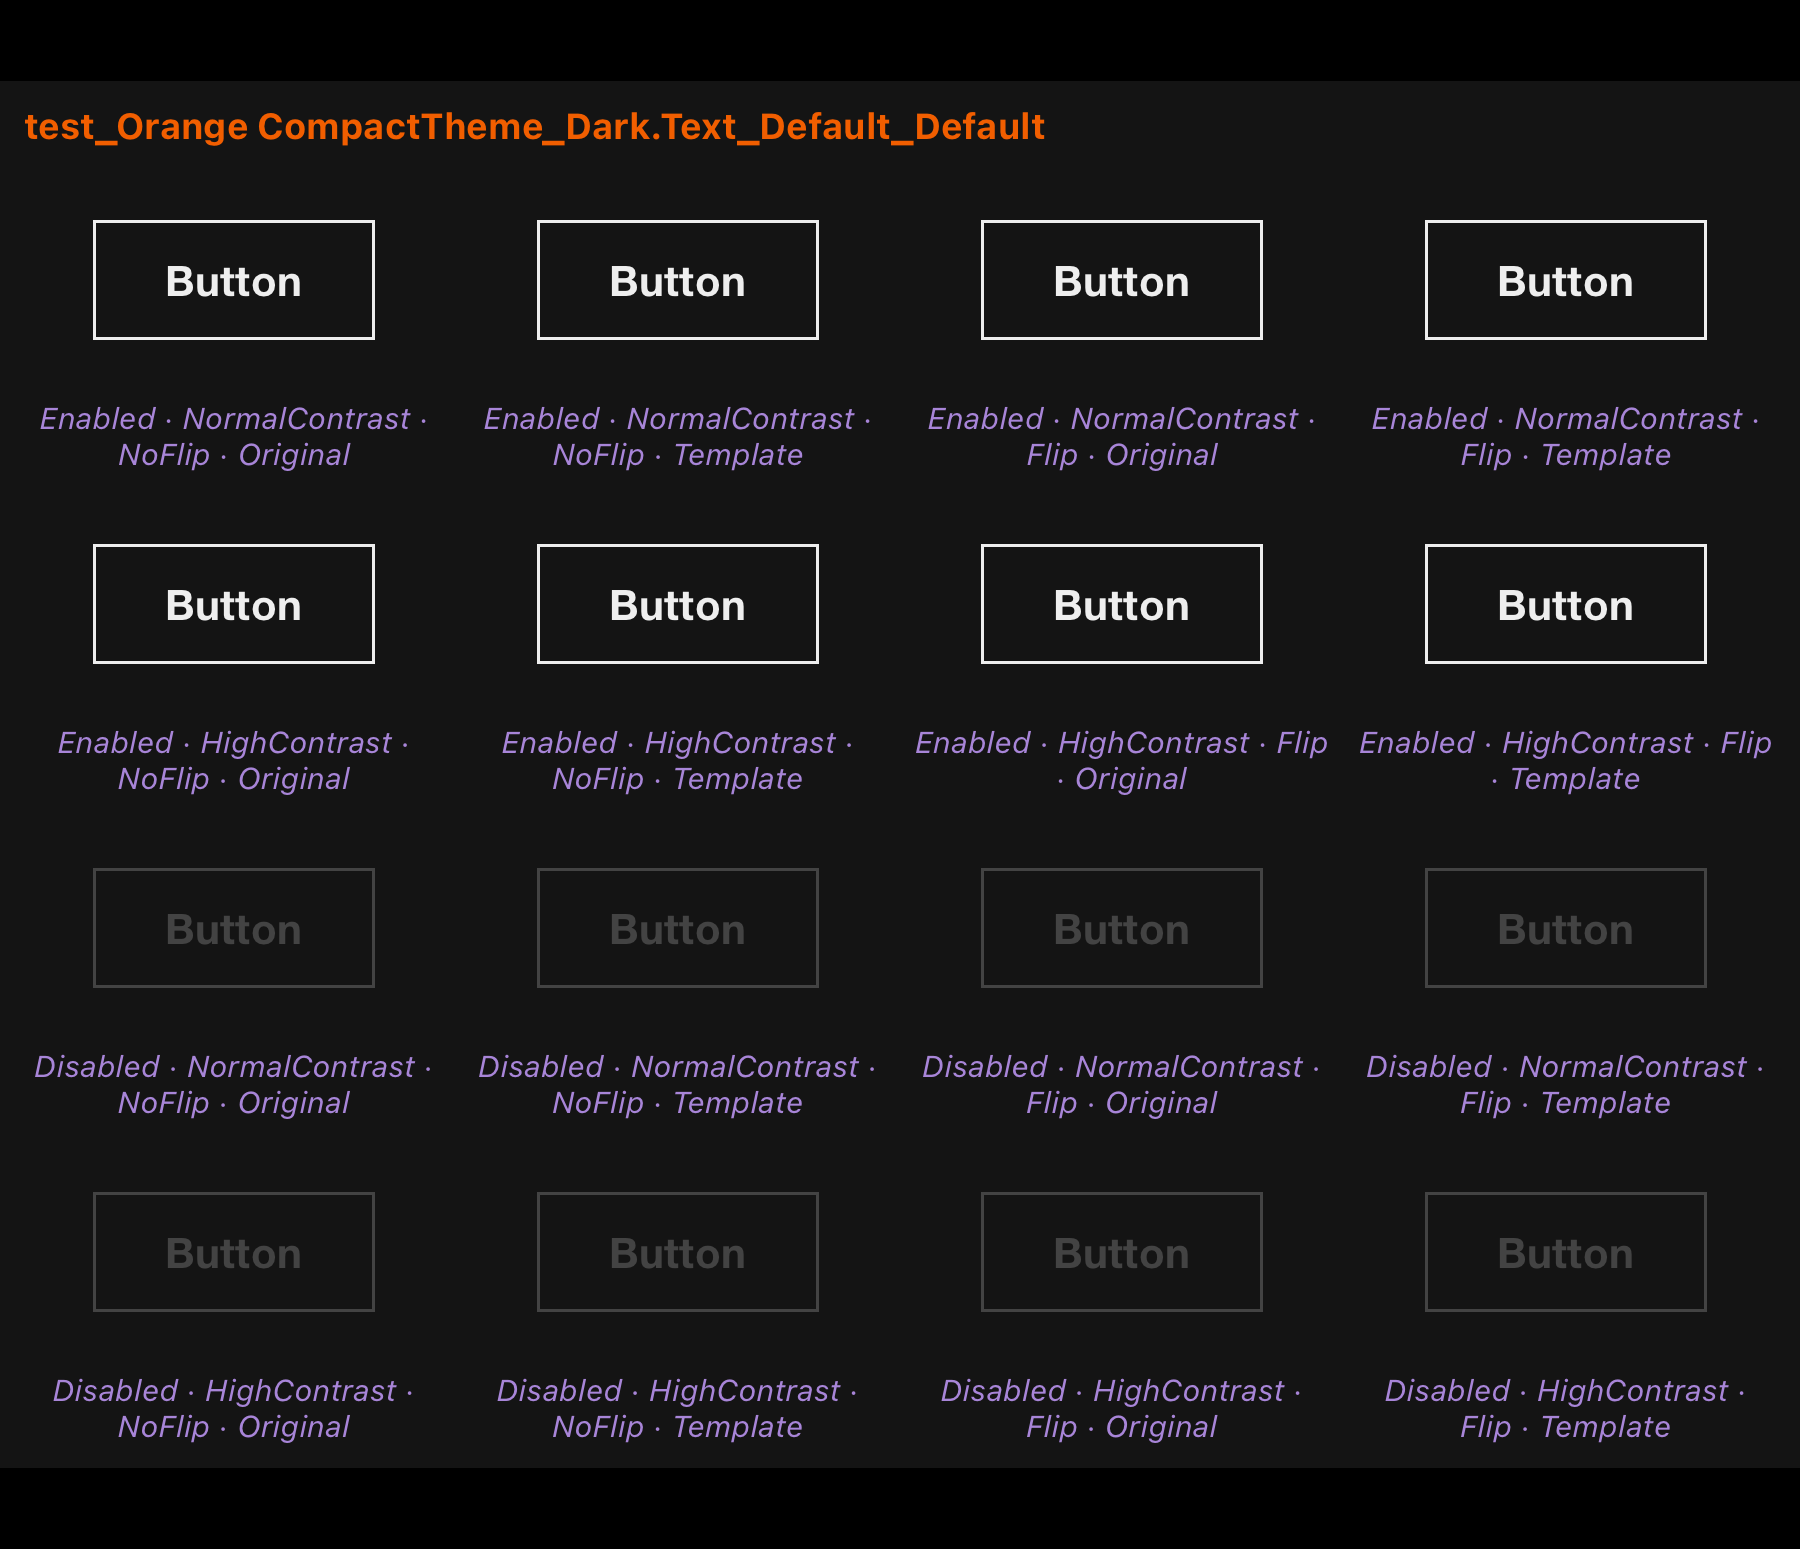 test_Orange CompactTheme_Dark.Text_Default_Default
Button
Button
Button
Button
Enabled · NormalContrast ·
NoFlip · Original
Enabled · NormalContrast ·
NoFlip · Template
Enabled · NormalContrast ·
Flip · Original
Enabled · NormalContrast ·
Flip · Template
Button
Button
Button
Button
Enabled · HighContrast ·
NoFlip · Original
Enabled · HighContrast ·
NoFlip · Template
Enabled · HighContrast · Flip
· Original
Enabled · HighContrast · Flip
· Template
Button
Button
Button
Button
Disabled · NormalContrast ·
NoFlip · Original
Disabled · NormalContrast ·
NoFlip · Template
Disabled · NormalContrast ·
Flip · Original
Disabled · NormalContrast ·
Flip · Template
Button
Button
Button
Button
Disabled · HighContrast ·
NoFlip · Original
Disabled · HighContrast ·
NoFlip · Template
Disabled · HighContrast ·
Flip · Original
Disabled · HighContrast ·
Flip · Template